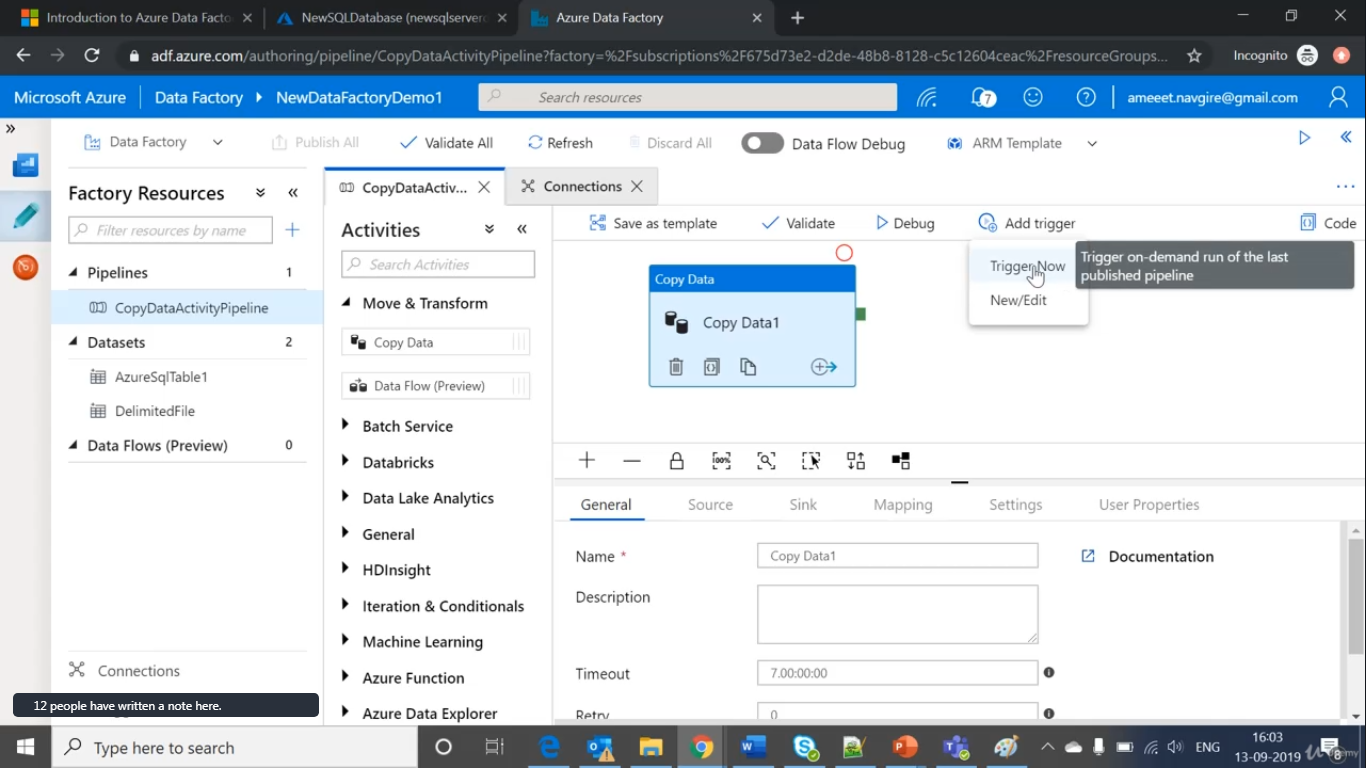 Introduction to Azure Data Facto
NewSQLDatabase (newsqlserver
Azure Data Factory
adf.azure.com/authoring/pipeline/CopyDataActivityPipeline?factory=%2Fsubscriptions%2F675d73e2-d2de-48b8-8128-c5c12604ceac%2FresourceGroups...
Incognito
Microsoft Azure
Data Factory
NewDataFactoryDemo1
Search resources
7
ameeet.navgire@gmail.com
Data Factory
Publish All
Validate All
Refresh
Discard All
Data Flow Debug
ARM Template
Factory Resources
Filter resources by name
Pipelines 1
CopyDataActivityPipeline
Datasets 2
AzureSqlTable1
DelimitedFile
Data Flows (Preview) 0
Connections
CopyDataActiv...
Connections
Activities
Search Activities
Move & Transform
Copy Data
Data Flow (Preview)
Batch Service
Databricks
Data Lake Analytics
General
HDInsight
Iteration & Conditionals
Machine Learning
Azure Function
Azure Data Explorer
Save as template
Validate
Debug
Add trigger
Code
Trigger Now
New/Edit
Trigger on-demand run of the last
published pipeline
Copy Data
Copy Data1
100%
General
Source
Sink
Mapping
Settings
User Properties
Name *
Copy Data1
Documentation
Description
Timeout
7.00:00:00
Retry
0
12 people have written a note here.
Type here to search
ENG
16:03
13-09-2019
8